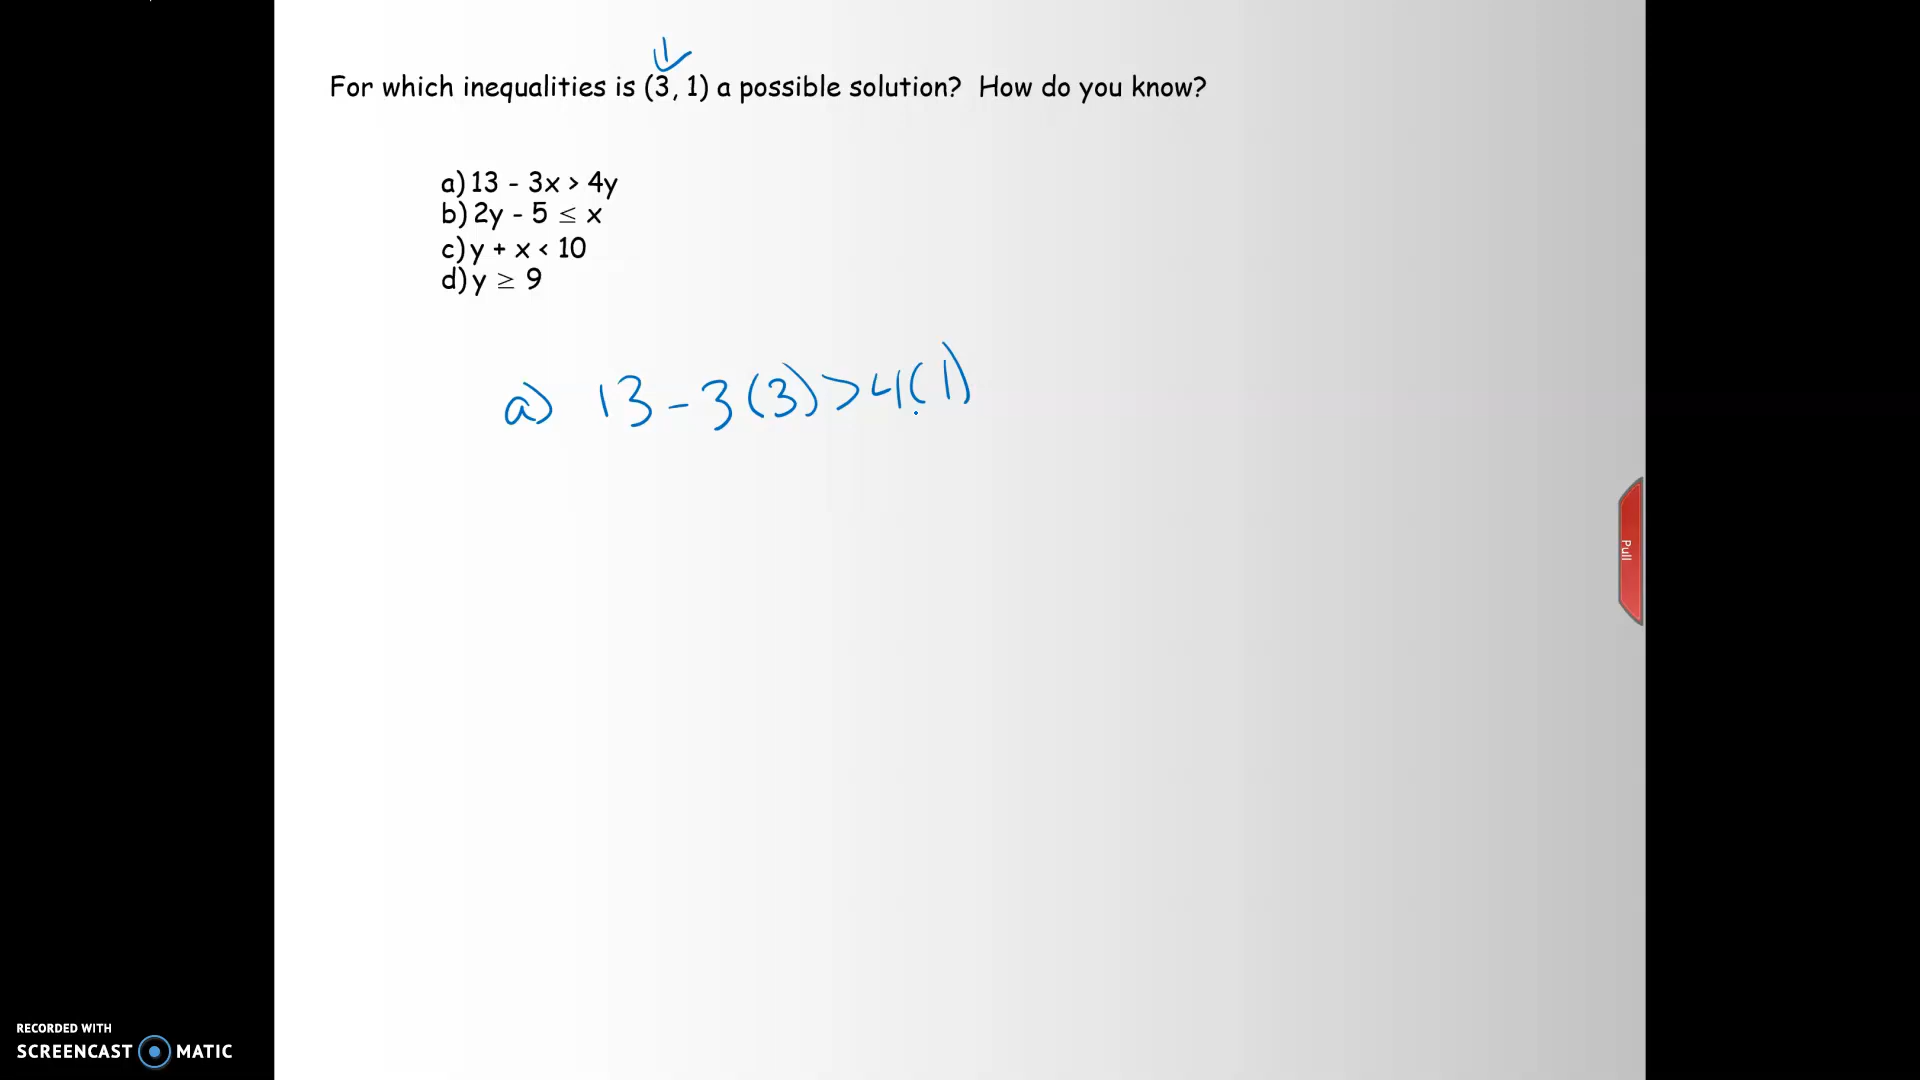 For which inequalities is (3, 1) a possible solution? How do you know?
a) 13 - 3x > 4y
b) 2y - 5 ≤ x
c) y + x < 10
d) y ≥ 9
a) 13 - 3(3) > 4(1)
Pull
RECORDED WITH
SCREENCAST MATIC